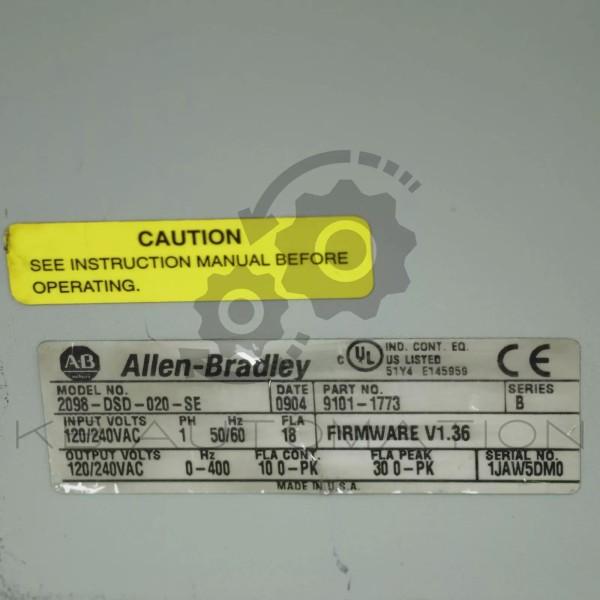 CAUTION
SEE INSTRUCTION MANUAL BEFORE
OPERATING.
A-B Allen-Bradley c UL US LISTED IND. CONT. EQ. 51Y4 E145959 CE
MODEL NO. DATE PART NO. SERIES
2098-DSD-020-SE 0904 9101-1773 B
INPUT VOLTS PH Hz FLA
120/240VAC 1 50/60 18 FIRMWARE V1.36
OUTPUT VOLTS Hz FLA CONT. FLA PEAK SERIAL NO.
120/240VAC 0-400 10 0-PK 30 0-PK 1JAW5DM0
MADE IN U.S.A.
AUTOMATION